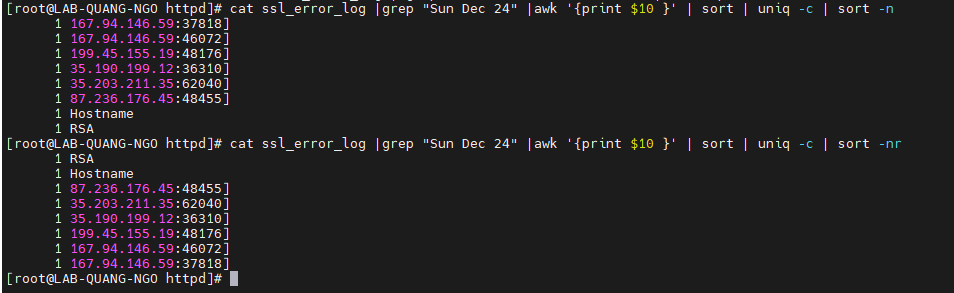 [root@LAB-QUANG-NGO httpd]# cat ssl_error_log |grep "Sun Dec 24" |awk '{print $10 }' | sort | uniq -c | sort -n
1 167.94.146.59:37818]
1 167.94.146.59:46072]
1 199.45.155.19:48176]
1 35.190.199.12:36310]
1 35.203.211.35:62040]
1 87.236.176.45:48455]
1 Hostname
1 RSA
[root@LAB-QUANG-NGO httpd]# cat ssl_error_log |grep "Sun Dec 24" |awk '{print $10 }' | sort | uniq -c | sort -nr
1 RSA
1 Hostname
1 87.236.176.45:48455]
1 35.203.211.35:62040]
1 35.190.199.12:36310]
1 199.45.155.19:48176]
1 167.94.146.59:46072]
1 167.94.146.59:37818]
[root@LAB-QUANG-NGO httpd]#